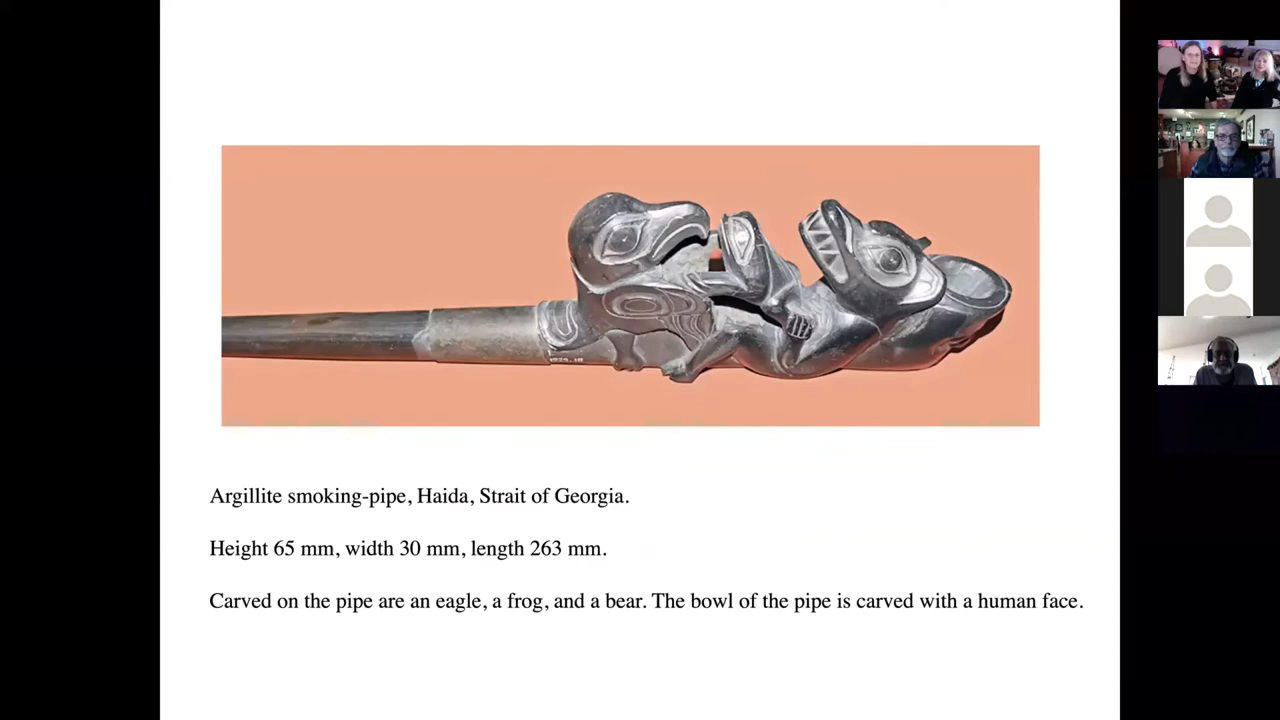 Argillite smoking-pipe, Haida, Strait of Georgia.
Height 65 mm, width 30 mm, length 263 mm.
Carved on the pipe are an eagle, a frog, and a bear. The bowl of the pipe is carved with a human face.